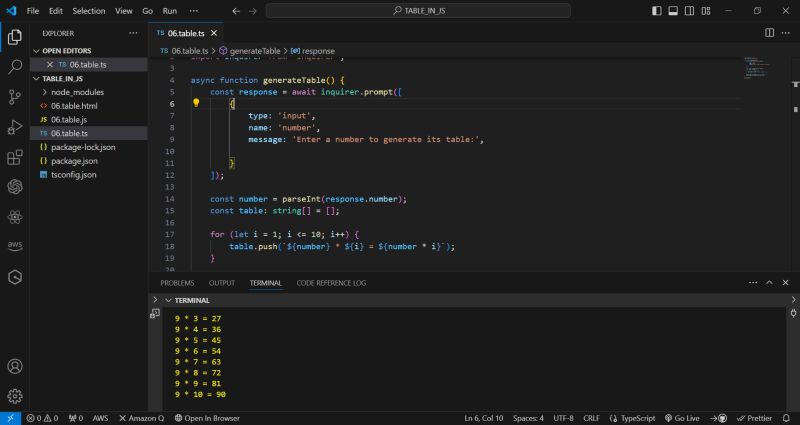 File Edit Selection View Go Run ···
TABLE_IN_JS
EXPLORER ···
OPEN EDITORS
TS 06.table.ts
TABLE_IN_JS
node_modules
06.table.html
JS 06.table.js
TS 06.table.ts
package-lock.json
package.json
tsconfig.json
aws
TS 06.table.ts
TS 06.table.ts > generateTable > response
3
4 async function generateTable() {
5 const response = await inquirer.prompt([
6 {
7 type: 'input',
8 name: 'number',
9 message: 'Enter a number to generate its table:',
10
11 }
12 ]);
13
14 const number = parseInt(response.number);
15 const table: string[] = [];
16
17 for (let i = 1; i <= 10; i++) {
18 table.push(`${number} * ${i} = ${number * i}`);
19 }
20
PROBLEMS OUTPUT TERMINAL CODE REFERENCE LOG
TERMINAL
9 * 3 = 27
9 * 4 = 36
9 * 5 = 45
9 * 6 = 54
9 * 7 = 63
9 * 8 = 72
9 * 9 = 81
9 * 10 = 90
0 0 0 AWS Amazon Q Open In Browser Ln 6, Col 10 Spaces: 4 UTF-8 CRLF {} TypeScript Go Live Prettier